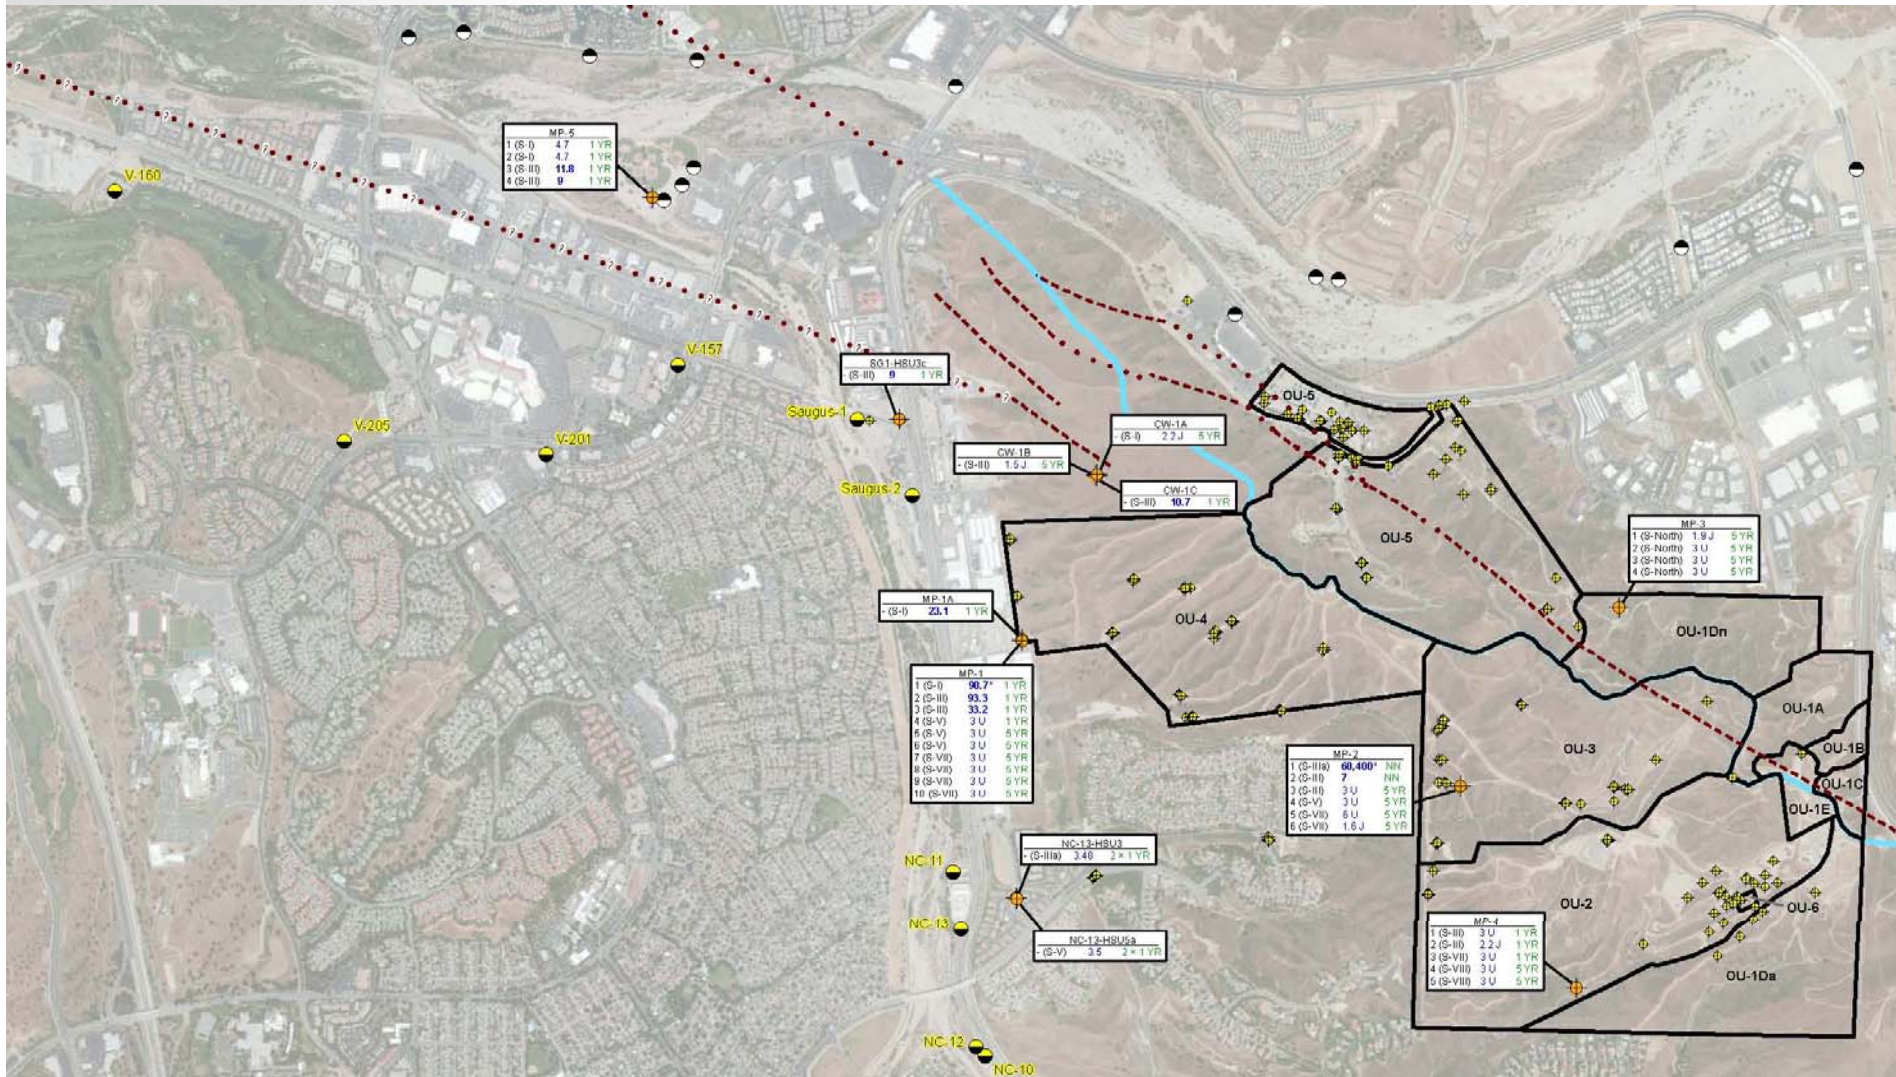 MP-5
1 (S-I) 4.7 1 YR
2 (S-I) 4.7 1 YR
3 (S-III) 11.8 1 YR
4 (S-III) 9 1 YR
V-160
V-157
SG1-HSU3c
- (S-III) 9 1 YR
Saugus-1
V-205
V-201
CW-1A
- (S-I) 2.2 J 5 YR
CW-1B
- (S-III) 1.5 J 5 YR
CW-1C
- (S-III) 10.7 1 YR
Saugus-2
OU-5
OU-5
MP-3
1 (S-North) 1.9 J 5 YR
2 (S-North) 3 U 5 YR
3 (S-North) 3 U 5 YR
4 (S-North) 3 U 5 YR
MP-1A
- (S-I) 23.1 1 YR
OU-4
OU-1Dn
MP-1
1 (S-I) 90.7* 1 YR
2 (S-III) 93.3 1 YR
3 (S-III) 33.2 1 YR
4 (S-V) 3 U 1 YR
5 (S-V) 3 U 5 YR
6 (S-V) 3 U 5 YR
7 (S-VII) 3 U 5 YR
8 (S-VII) 3 U 5 YR
9 (S-VII) 3 U 5 YR
10 (S-VII) 3 U 5 YR
OU-1A
OU-1B
OU-3
OU-1C
OU-1E
MP-2
1 (S-IIIa) 60,400* NN
2 (S-III) 7 NN
3 (S-III) 3 U 5 YR
4 (S-V) 3 U 5 YR
5 (S-VII) 6 U 5 YR
6 (S-VII) 1.6 J 5 YR
NC-13-HSU3
- (S-IIIa) 3.48 2 × 1 YR
NC-11
NC-13
NC-13-HSU5a
- (S-V) 3.5 2 × 1 YR
OU-2
OU-6
MP-4
1 (S-III) 3 U 1 YR
2 (S-III) 2.2 J 1 YR
3 (S-VII) 3 U 1 YR
4 (S-VIII) 3 U 5 YR
5 (S-VIII) 3 U 5 YR
OU-1Da
NC-12
NC-10
? ? ? ? ? ? ? ? ? ? ? ? ? ? ? ? ? ? ?